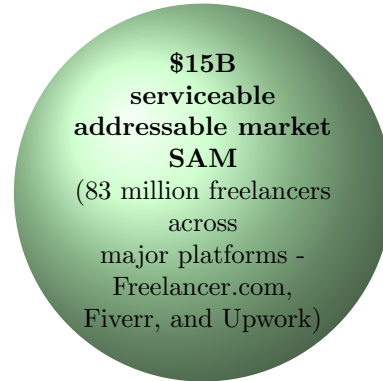 $15B
serviceable
addressable market
SAM
(83 million freelancers
across
major platforms -
Freelancer.com,
Fiverr, and Upwork)